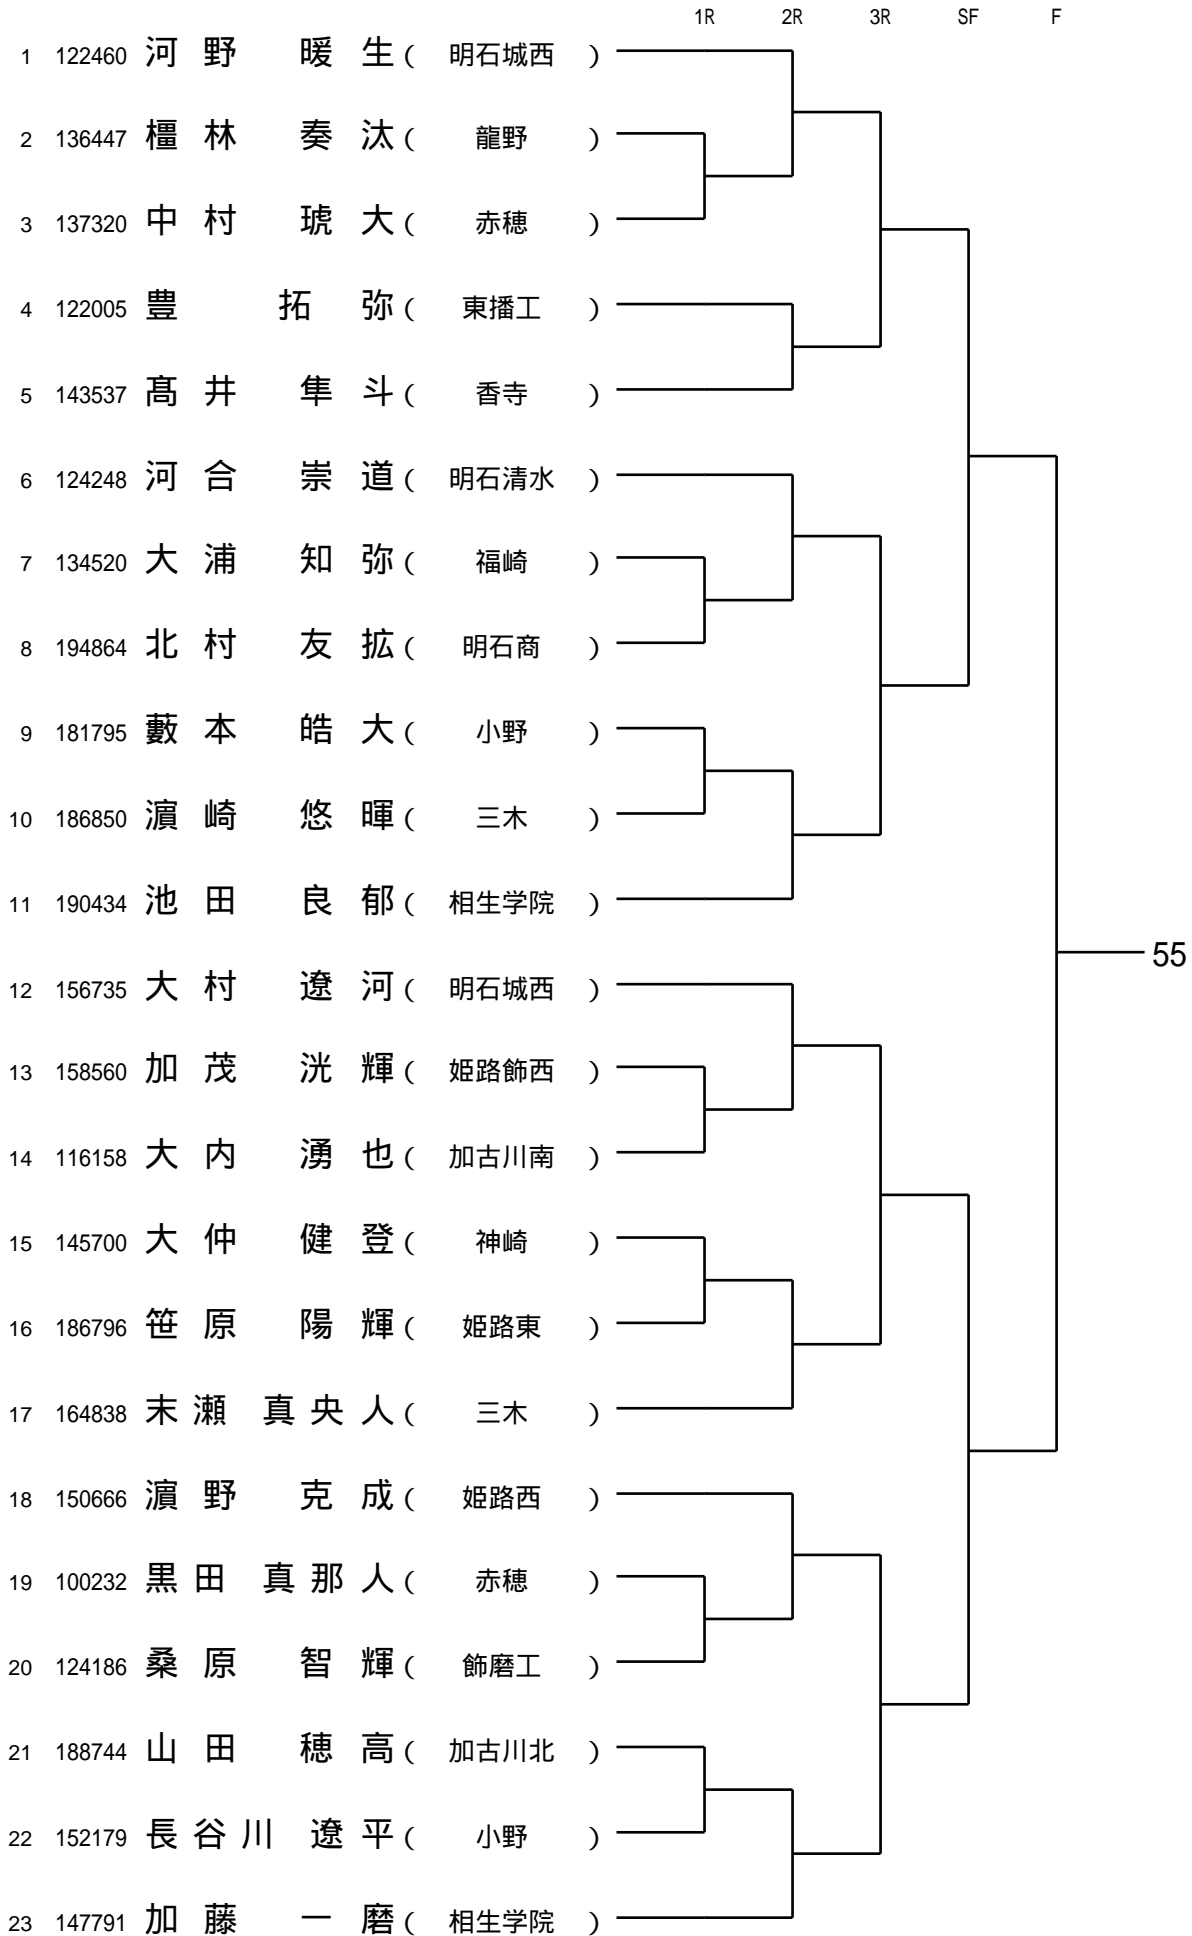 1R 2R 3R SF F
1 122460 河野 暖生 ( 明石城西 )
2 136447 橿林 奏汰 ( 龍野 )
3 137320 中村 琥大 ( 赤穂 )
4 122005 豊 拓弥 ( 東播工 )
5 143537 髙井 隼斗 ( 香寺 )
6 124248 河合 崇道 ( 明石清水 )
7 134520 大浦 知弥 ( 福崎 )
8 194864 北村 友拡 ( 明石商 )
9 181795 藪本 皓大 ( 小野 )
10 186850 濵崎 悠暉 ( 三木 )
11 190434 池田 良郁 ( 相生学院 )
55
12 156735 大村 遼河 ( 明石城西 )
13 158560 加茂 洸輝 ( 姫路飾西 )
14 116158 大内 湧也 ( 加古川南 )
15 145700 大仲 健登 ( 神崎 )
16 186796 笹原 陽輝 ( 姫路東 )
17 164838 末瀬 真央人 ( 三木 )
18 150666 濵野 克成 ( 姫路西 )
19 100232 黒田 真那人 ( 赤穂 )
20 124186 桑原 智輝 ( 飾磨工 )
21 188744 山田 穂高 ( 加古川北 )
22 152179 長谷川 遼平 ( 小野 )
23 147791 加藤 一磨 ( 相生学院 )